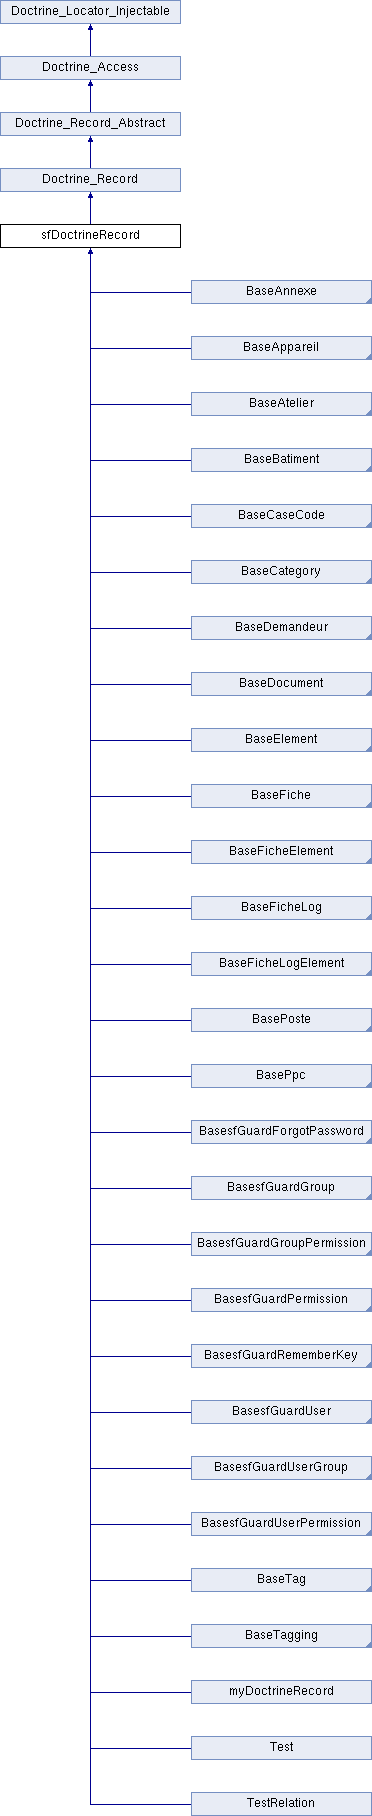 Doctrine_Locator_Injectable
Doctrine_Access
Doctrine_Record_Abstract
Doctrine_Record
sfDoctrineRecord
BaseAnnexe
BaseAppareil
BaseAtelier
BaseBatiment
BaseCaseCode
BaseCategory
BaseDemandeur
BaseDocument
BaseElement
BaseFiche
BaseFicheElement
BaseFicheLog
BaseFicheLogElement
BasePoste
BasePpc
BasesfGuardForgotPassword
BasesfGuardGroup
BasesfGuardGroupPermission
BasesfGuardPermission
BasesfGuardRememberKey
BasesfGuardUser
BasesfGuardUserGroup
BasesfGuardUserPermission
BaseTag
BaseTagging
myDoctrineRecord
Test
TestRelation